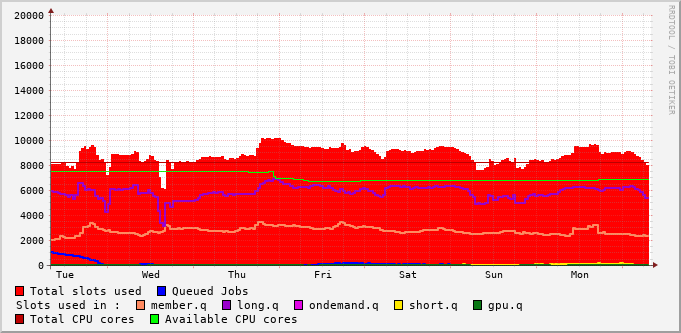 20000
18000
16000
14000
12000
10000
8000
6000
4000
2000
0
Tue Wed Thu Fri Sat Sun Mon
RRDTOOL / TOBI OETIKER
Total slots used Queued Jobs
Slots used in : member.q long.q ondemand.q short.q gpu.q
Total CPU cores Available CPU cores